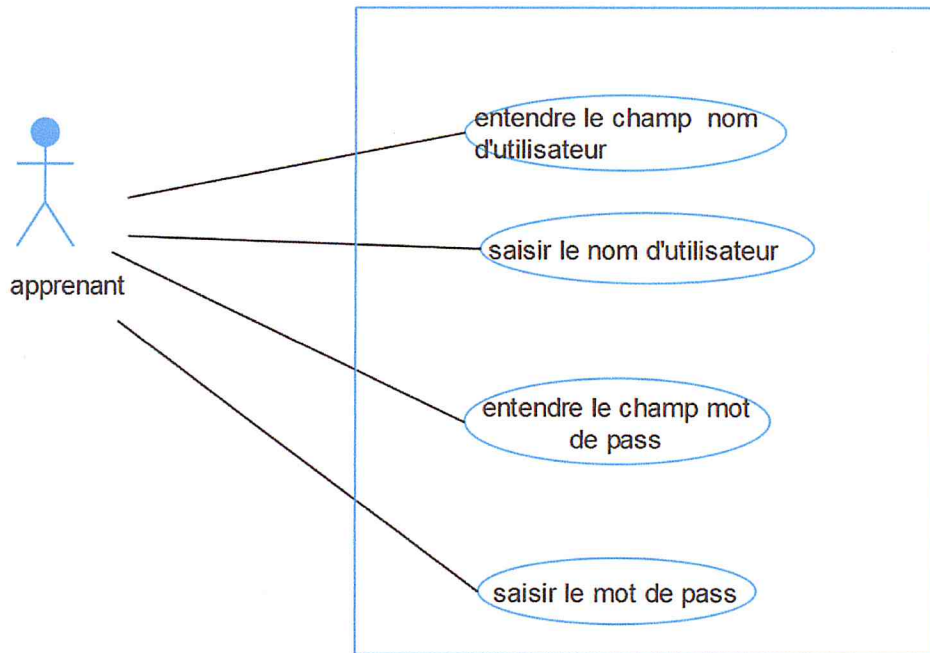 entendre le champ nom
d'utilisateur
saisir le nom d'utilisateur
apprenant
entendre le champ mot
de pass
saisir le mot de pass